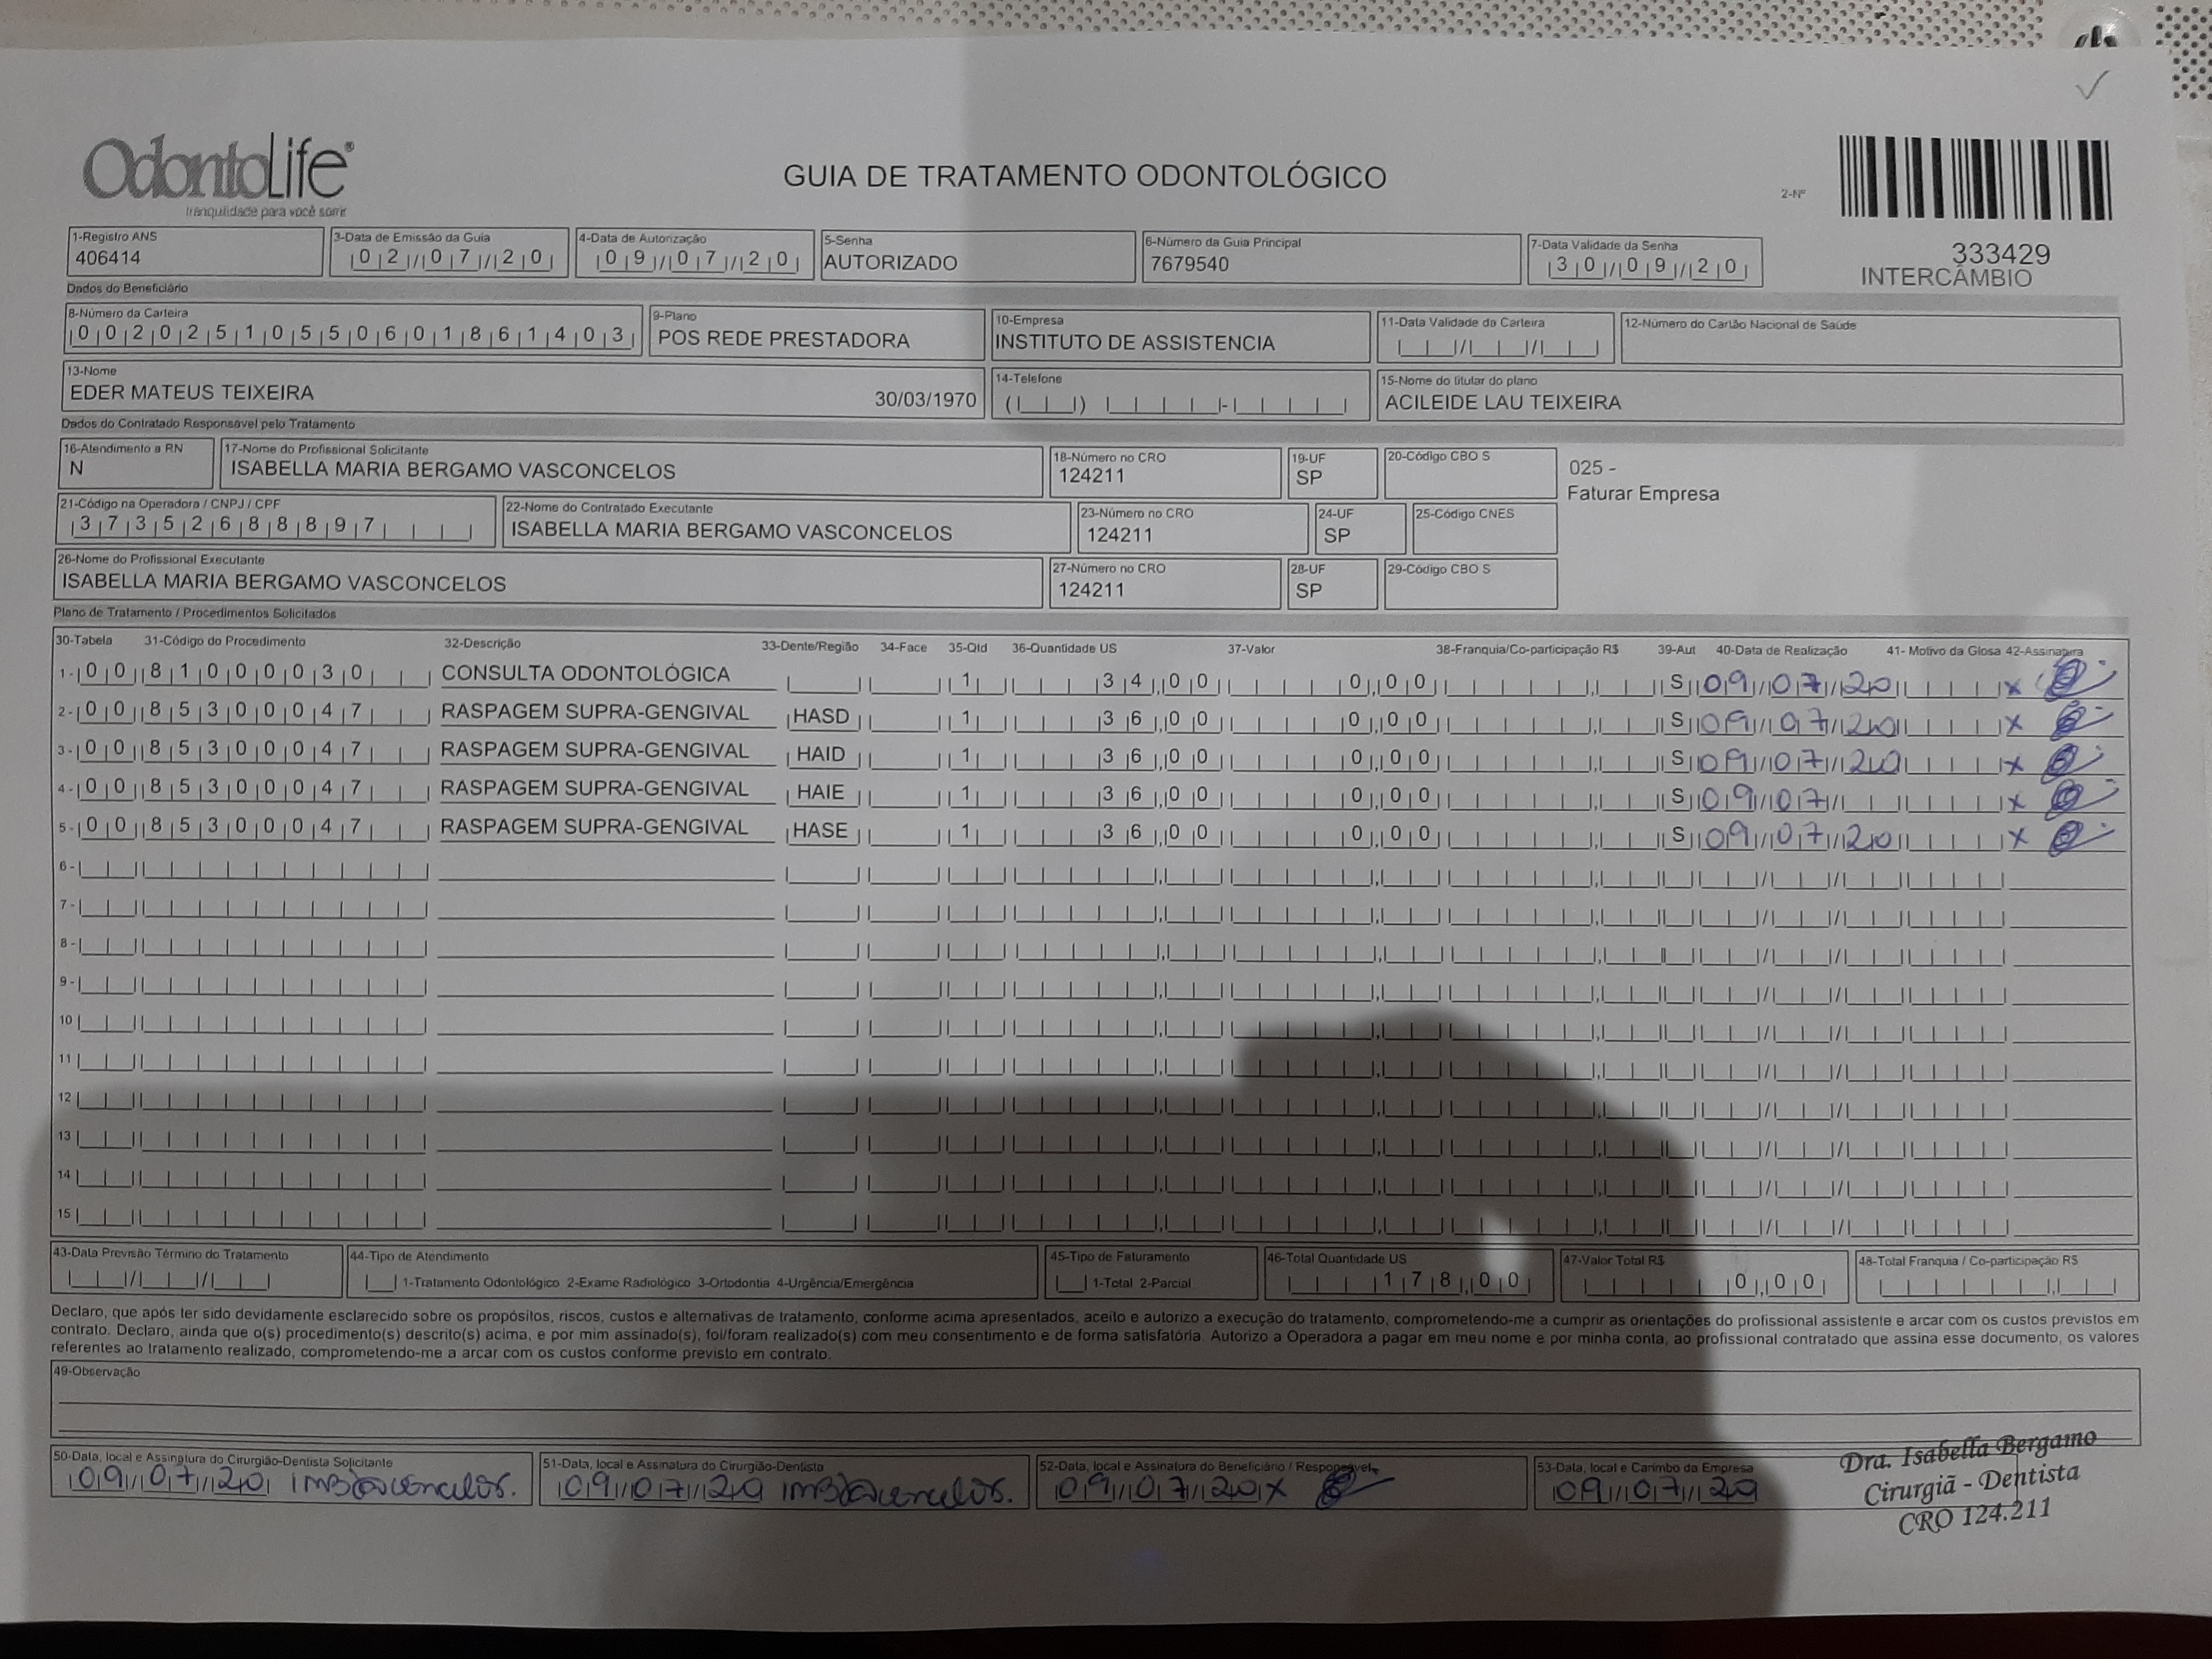 OdontoLife®
tranquilidade para você sorrir
GUIA DE TRATAMENTO ODONTOLÓGICO
2-Nº
333429
INTERCÂMBIO
1-Registro ANS
406414
3-Data de Emissão da Guia
02/07/20
4-Data de Autorização
09/07/20
5-Senha
AUTORIZADO
6-Número da Guia Principal
7679540
7-Data Validade da Senha
30/09/20
Dados do Beneficiário
8-Número da Carteira
00202510550601861403
9-Plano
POS REDE PRESTADORA
10-Empresa
INSTITUTO DE ASSISTENCIA
11-Data Validade da Carteira
12-Número do Cartão Nacional de Saúde
13-Nome
EDER MATEUS TEIXEIRA 30/03/1970
14-Telefone
15-Nome do titular do plano
ACILEIDE LAU TEIXEIRA
Dados do Contratado Responsável pelo Tratamento
16-Atendimento a RN
N
17-Nome do Profissional Solicitante
ISABELLA MARIA BERGAMO VASCONCELOS
18-Número no CRO
124211
19-UF
SP
20-Código CBO S
025 -
Faturar Empresa
21-Código na Operadora / CNPJ / CPF
37352688897
22-Nome do Contratado Executante
ISABELLA MARIA BERGAMO VASCONCELOS
23-Número no CRO
124211
24-UF
SP
25-Código CNES
26-Nome do Profissional Executante
ISABELLA MARIA BERGAMO VASCONCELOS
27-Número no CRO
124211
28-UF
SP
29-Código CBO S
Plano de Tratamento / Procedimentos Solicitados
30-Tabela 31-Código do Procedimento 32-Descrição 33-Dente/Região 34-Face 35-Qtd 36-Quantidade US 37-Valor 38-Franquia/Co-participação R$ 39-Aut 40-Data de Realização 41- Motivo da Glosa 42-Assinatura
1- 00 81000030 CONSULTA ODONTOLÓGICA 1 34,00 0,00 S 09/07/20 x
2- 00 85300047 RASPAGEM SUPRA-GENGIVAL HASD 1 36,00 0,00 S 09/07/20 x
3- 00 85300047 RASPAGEM SUPRA-GENGIVAL HAID 1 36,00 0,00 S 09/07/20 x
4- 00 85300047 RASPAGEM SUPRA-GENGIVAL HAIE 1 36,00 0,00 S 09/07/ x
5- 00 85300047 RASPAGEM SUPRA-GENGIVAL HASE 1 36,00 0,00 S 09/07/20 x
6-
7-
8-
9-
10
11
12
13
14
15
43-Data Previsão Término do Tratamento
44-Tipo de Atendimento
1-Tratamento Odontológico 2-Exame Radiológico 3-Ortodontia 4-Urgência/Emergência
45-Tipo de Faturamento
1-Total 2-Parcial
46-Total Quantidade US
178,00
47-Valor Total R$
0,00
48-Total Franquia / Co-participação R$
Declaro, que após ter sido devidamente esclarecido sobre os propósitos, riscos, custos e alternativas de tratamento, conforme acima apresentados, aceito e autorizo a execução do tratamento, comprometendo-me a cumprir as orientações do profissional assistente e arcar com os custos previstos em
contrato. Declaro, ainda que o(s) procedimento(s) descrito(s) acima, e por mim assinado(s), foi/foram realizado(s) com meu consentimento e de forma satisfatória. Autorizo a Operadora a pagar em meu nome e por minha conta, ao profissional contratado que assina esse documento, os valores
referentes ao tratamento realizado, comprometendo-me a arcar com os custos conforme previsto em contrato.
49-Observação
50-Data, local e Assinatura do Cirurgião-Dentista Solicitante
09/07/20 IMBVasconcelos.
51-Data, local e Assinatura do Cirurgião-Dentista
09/07/20 IMBVasconcelos.
52-Data, local e Assinatura do Beneficiário / Responsável
09/07/20 x
53-Data, local e Carimbo da Empresa
09/07/20
Dra. Isabella Bergamo
Cirurgiã - Dentista
CRO 124.211